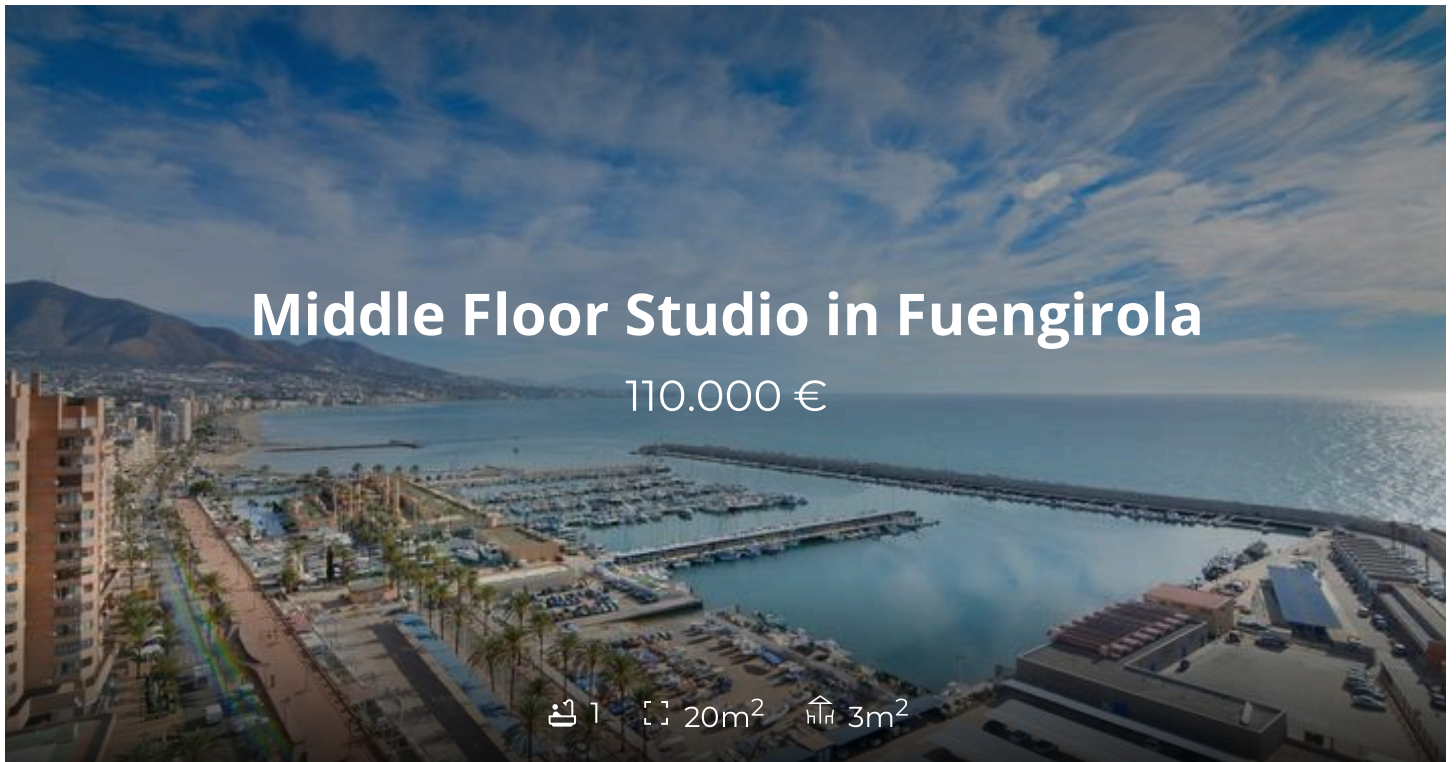 Middle Floor Studio in Fuengirola
110.000 €
1 20m² 3m²